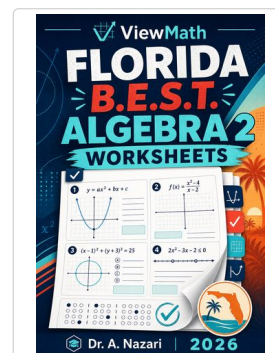 ViewMath
FLORIDA
B.E.S.T.
ALGEBRA 2
WORKSHEETS
1 y = ax² + bx + c
2 f(x) = x² - 4 / x - 2
3 (x - 1)² + (y + 3)² = 25
4 2x² - 3x - 2 ≤ 0
x²
Dr. A. Nazari | 2026